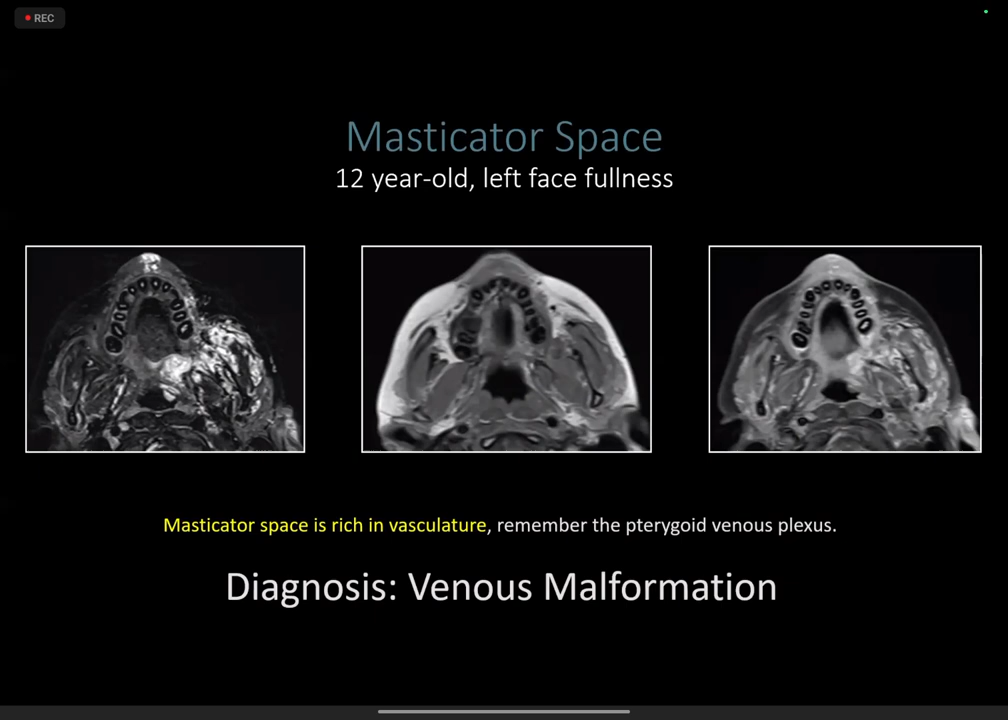 REC
Masticator Space
12 year-old, left face fullness
Masticator space is rich in vasculature, remember the pterygoid venous plexus.
Diagnosis: Venous Malformation